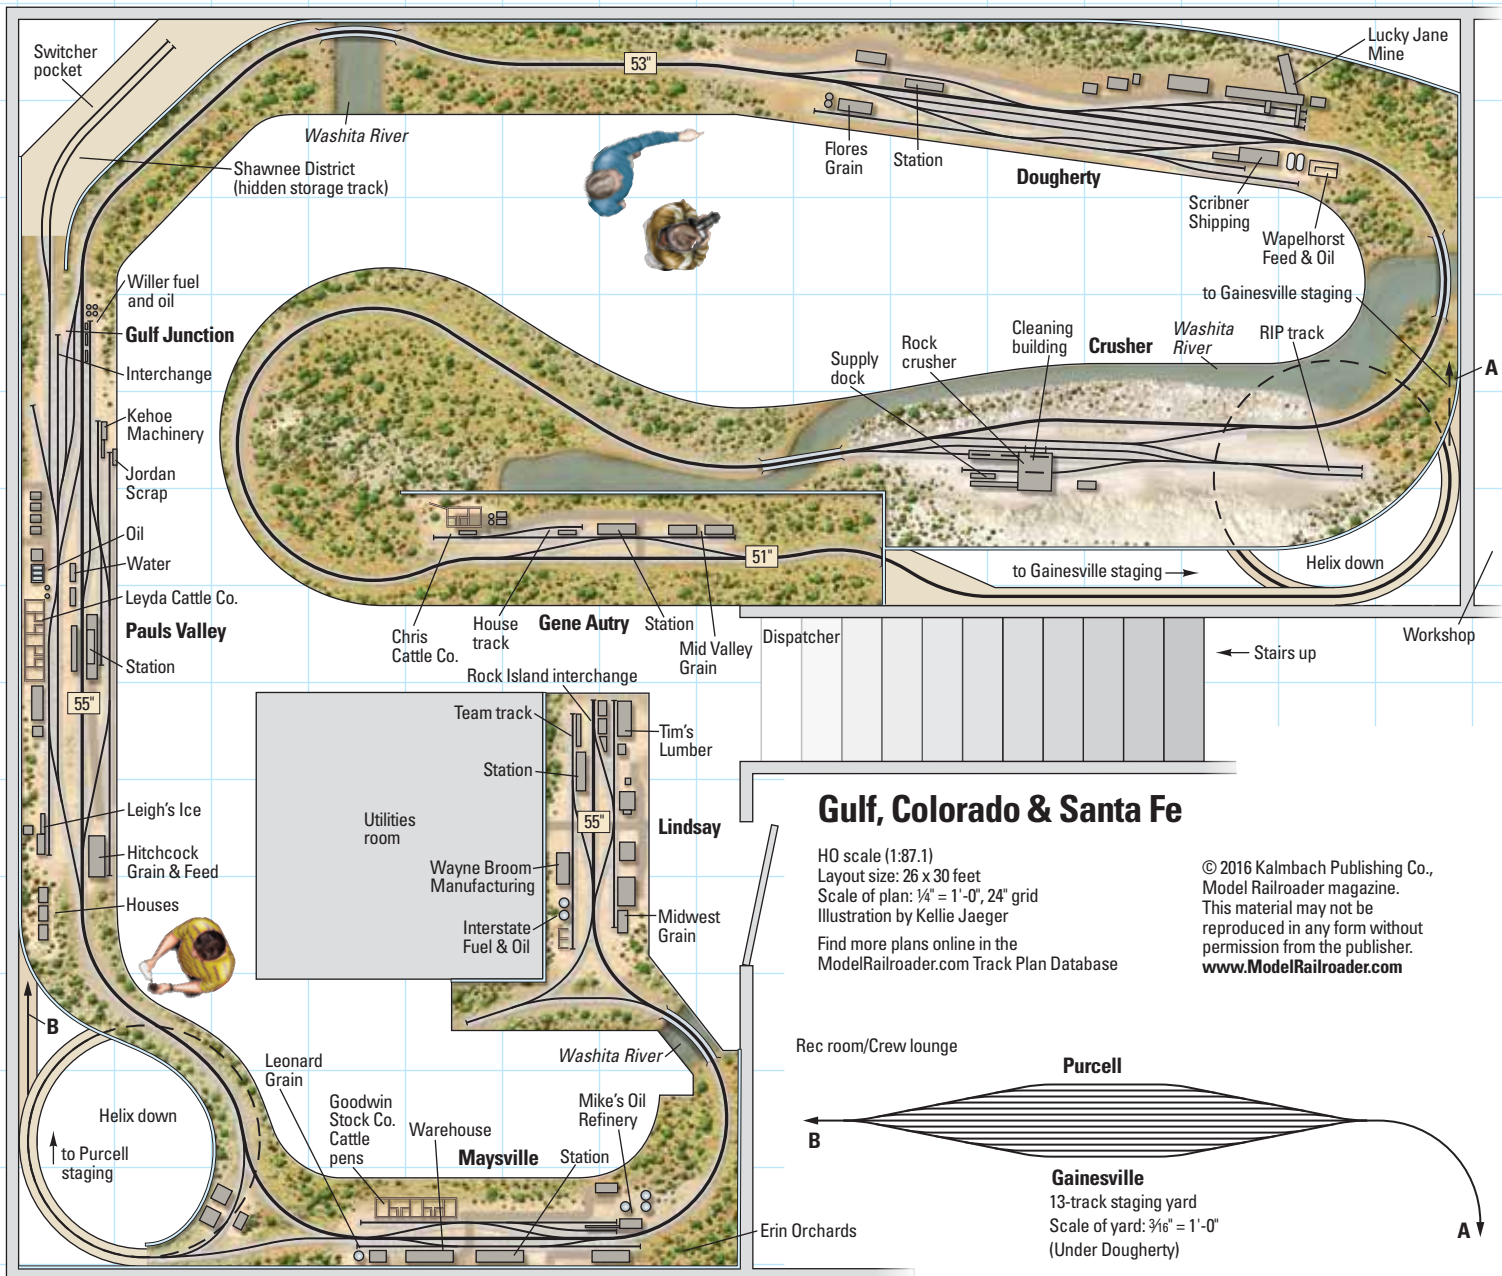 Switcher
pocket
Washita River
Shawnee District
(hidden storage track)
53"
Lucky Jane
Mine
Flores
Grain
Station
Dougherty
Scribner
Shipping
Wapelhorst
Feed & Oil
to Gainesville staging
Willer fuel
and oil
Gulf Junction
Interchange
Kehoe
Machinery
Jordan
Scrap
Oil
Water
Leyda Cattle Co.
Pauls Valley
Station
55"
Leigh's Ice
Hitchcock
Grain & Feed
Houses
B
Supply
dock
Rock
crusher
Cleaning
building
Crusher
Washita
River
RIP track
A
51"
to Gainesville staging
Helix down
Workshop
Chris
Cattle Co.
House
track
Gene Autry
Station
Mid Valley
Grain
Dispatcher
Stairs up
Rock Island interchange
Team track
Station
Tim's
Lumber
Utilities
room
55"
Lindsay
Wayne Broom
Manufacturing
Interstate
Fuel & Oil
Midwest
Grain
Washita River
Helix down
to Purcell
staging
Leonard
Grain
Goodwin
Stock Co.
Cattle
pens
Warehouse
Maysville
Station
Mike's Oil
Refinery
Erin Orchards
Gulf, Colorado & Santa Fe
HO scale (1:87.1)
Layout size: 26 x 30 feet
Scale of plan: ¼" = 1'-0", 24" grid
Illustration by Kellie Jaeger
Find more plans online in the
ModelRailroader.com Track Plan Database
© 2016 Kalmbach Publishing Co.,
Model Railroader magazine.
This material may not be
reproduced in any form without
permission from the publisher.
www.ModelRailroader.com
Rec room/Crew lounge
Purcell
B
Gainesville
13-track staging yard
Scale of yard: 3⁄16" = 1'-0"
(Under Dougherty)
A